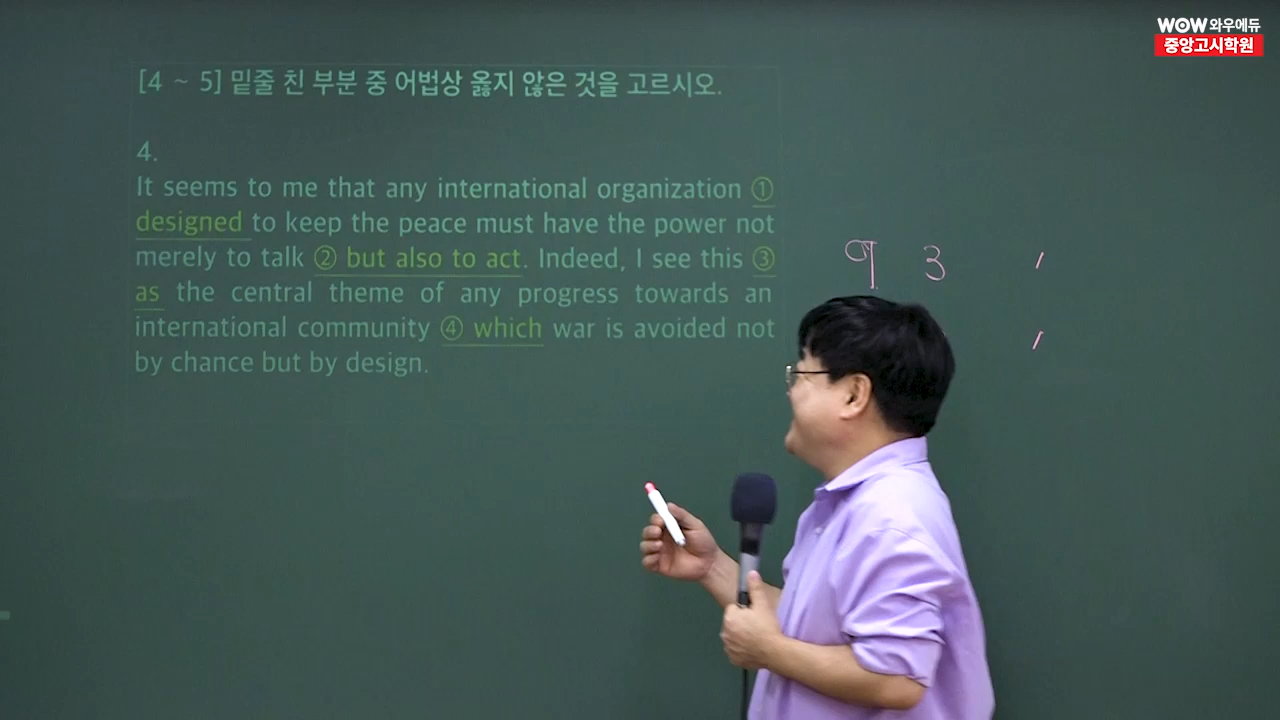 WOW 와우에듀
중앙고시학원
[4 ~ 5] 밑줄 친 부분 중 어법상 옳지 않은 것을 고르시오.
4.
It seems to me that any international organization ①
designed to keep the peace must have the power not
merely to talk ② but also to act. Indeed, I see this ③
as the central theme of any progress towards an
international community ④ which war is avoided not
by chance but by design.
3